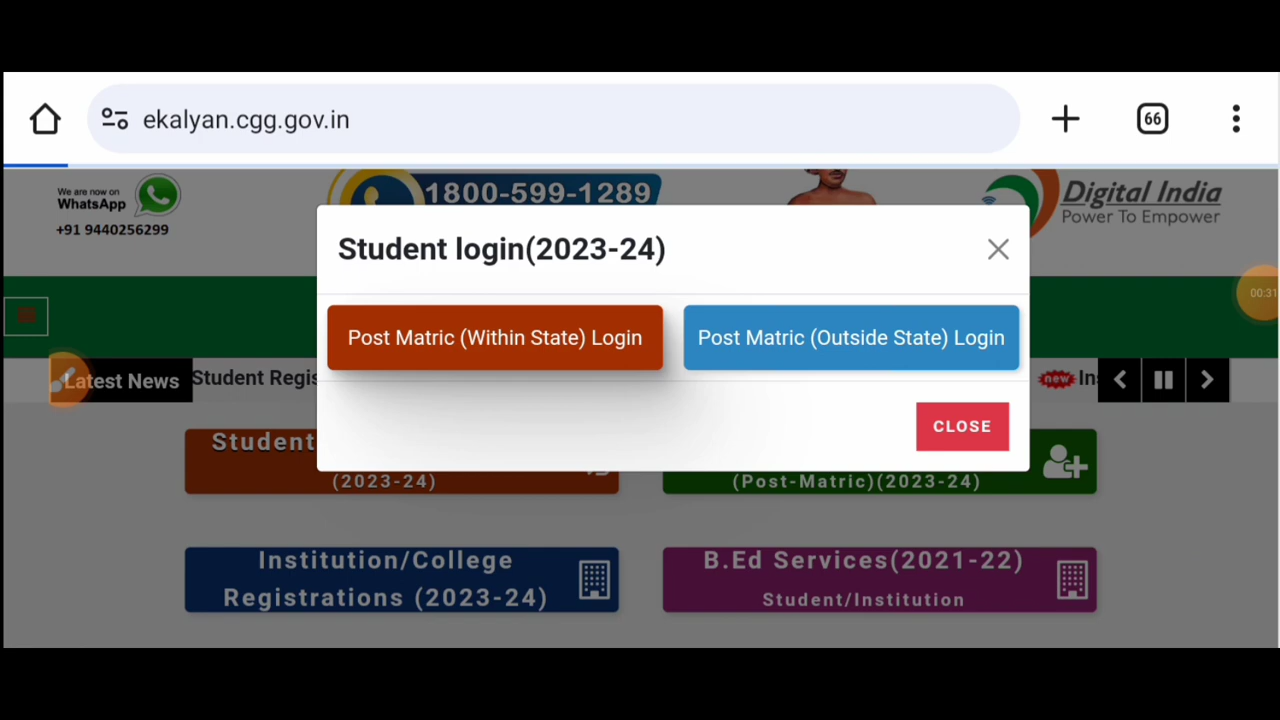 ekalyan.cgg.gov.in
66
We are now on
WhatsApp
+91 9440256299
1800-599-1289
Digital India
Power To Empower
Student login(2023-24)
00:31
Post Matric (Within State) Login
Post Matric (Outside State) Login
Latest News
Student Regis
new
Ins
CLOSE
Student
(2023-24)
(Post-Matric)(2023-24)
Institution/College
Registrations (2023-24)
B.Ed Services(2021-22)
Student/Institution